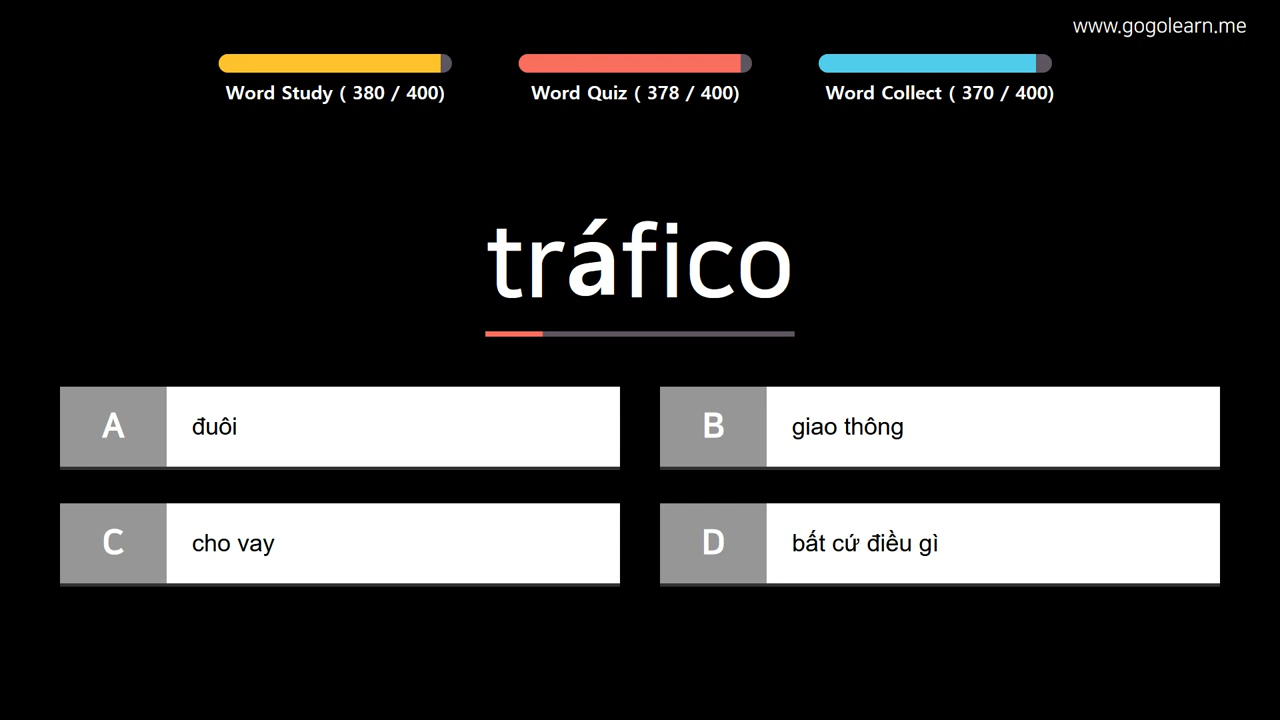 www.gogolearn.me
Word Study ( 380 / 400)
Word Quiz ( 378 / 400)
Word Collect ( 370 / 400)
tráfico
A
đuôi
B
giao thông
C
cho vay
D
bất cứ điều gì